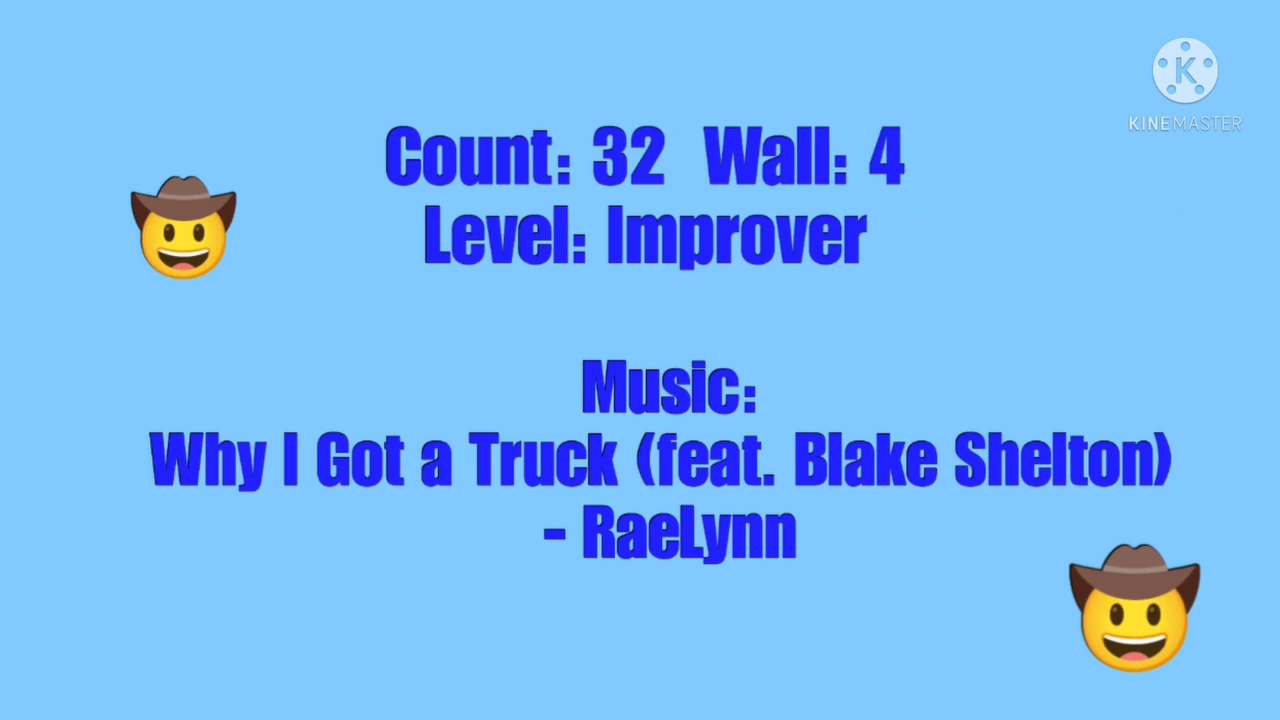 KINEMASTER
Count: 32 Wall: 4
Level: Improver
Music:
Why I Got a Truck (feat. Blake Shelton)
- RaeLynn